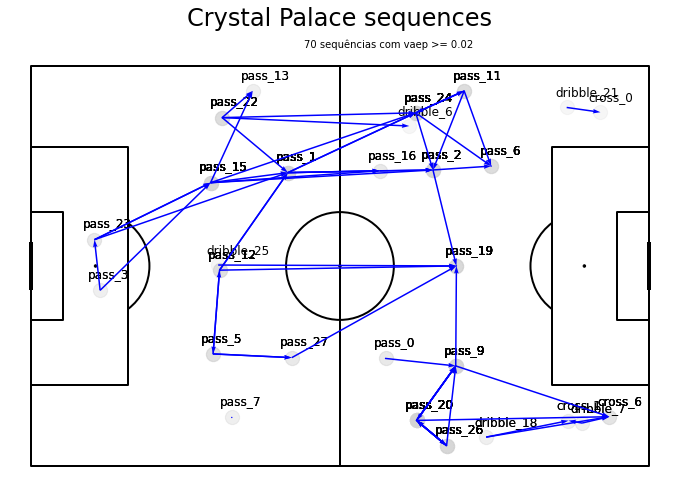 Crystal Palace sequences
70 sequências com vaep >= 0.02
pass_13
pass_11
dribble_21
cross_0
pass_22
pass_24
dribble_6
pass_1
pass_16
pass_2
pass_6
pass_15
pass_23
pass_3
dribble_25
pass_12
pass_19
pass_5
pass_27
pass_0
pass_9
pass_7
pass_20
cross_6
dribble_7
dribble_18
pass_26